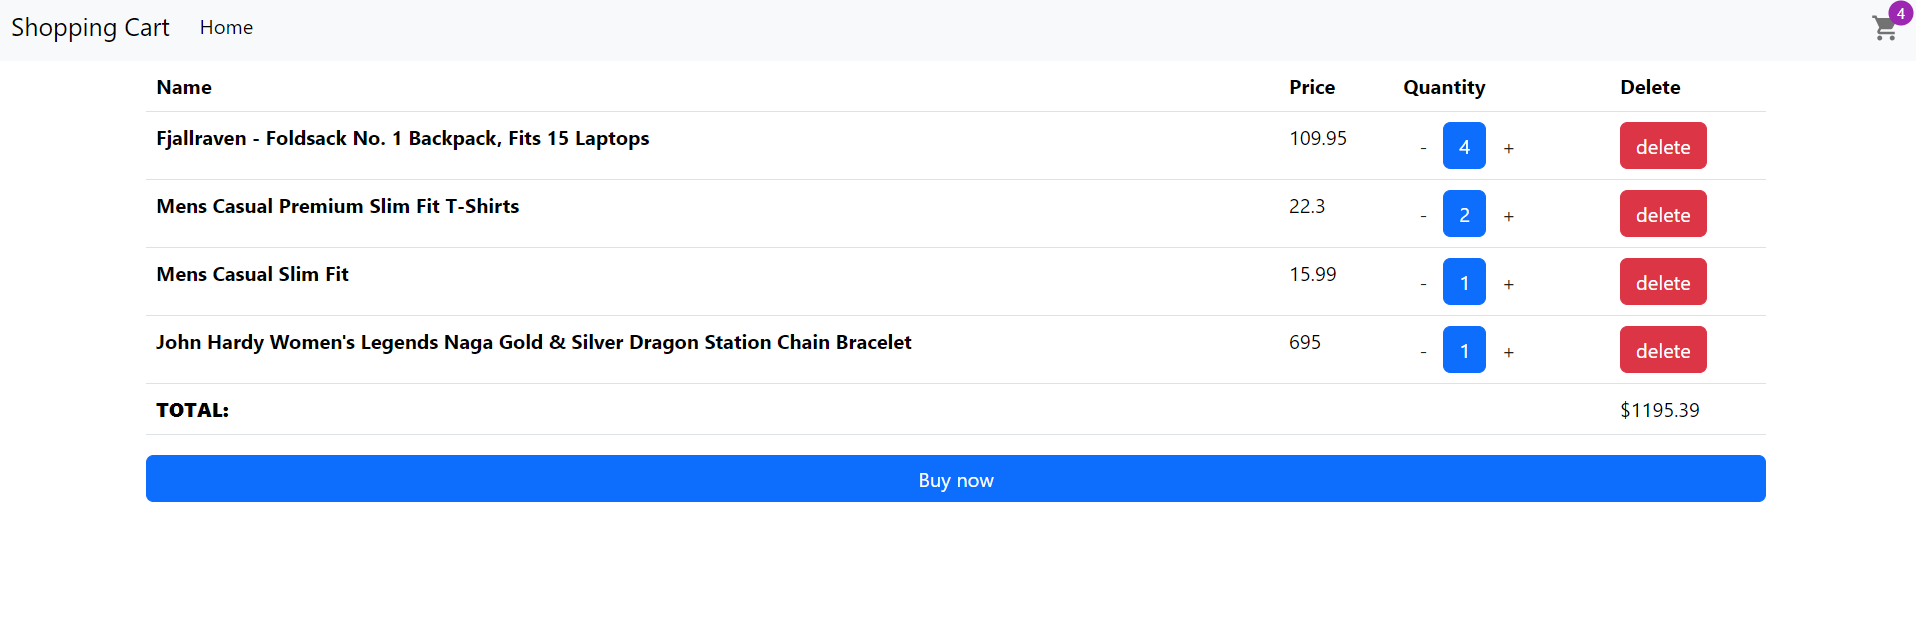 Shopping Cart Home 4
Name Price Quantity Delete
Fjallraven - Foldsack No. 1 Backpack, Fits 15 Laptops 109.95 - 4 + delete
Mens Casual Premium Slim Fit T-Shirts 22.3 - 2 + delete
Mens Casual Slim Fit 15.99 - 1 + delete
John Hardy Women's Legends Naga Gold & Silver Dragon Station Chain Bracelet 695 - 1 + delete
TOTAL: $1195.39
Buy now